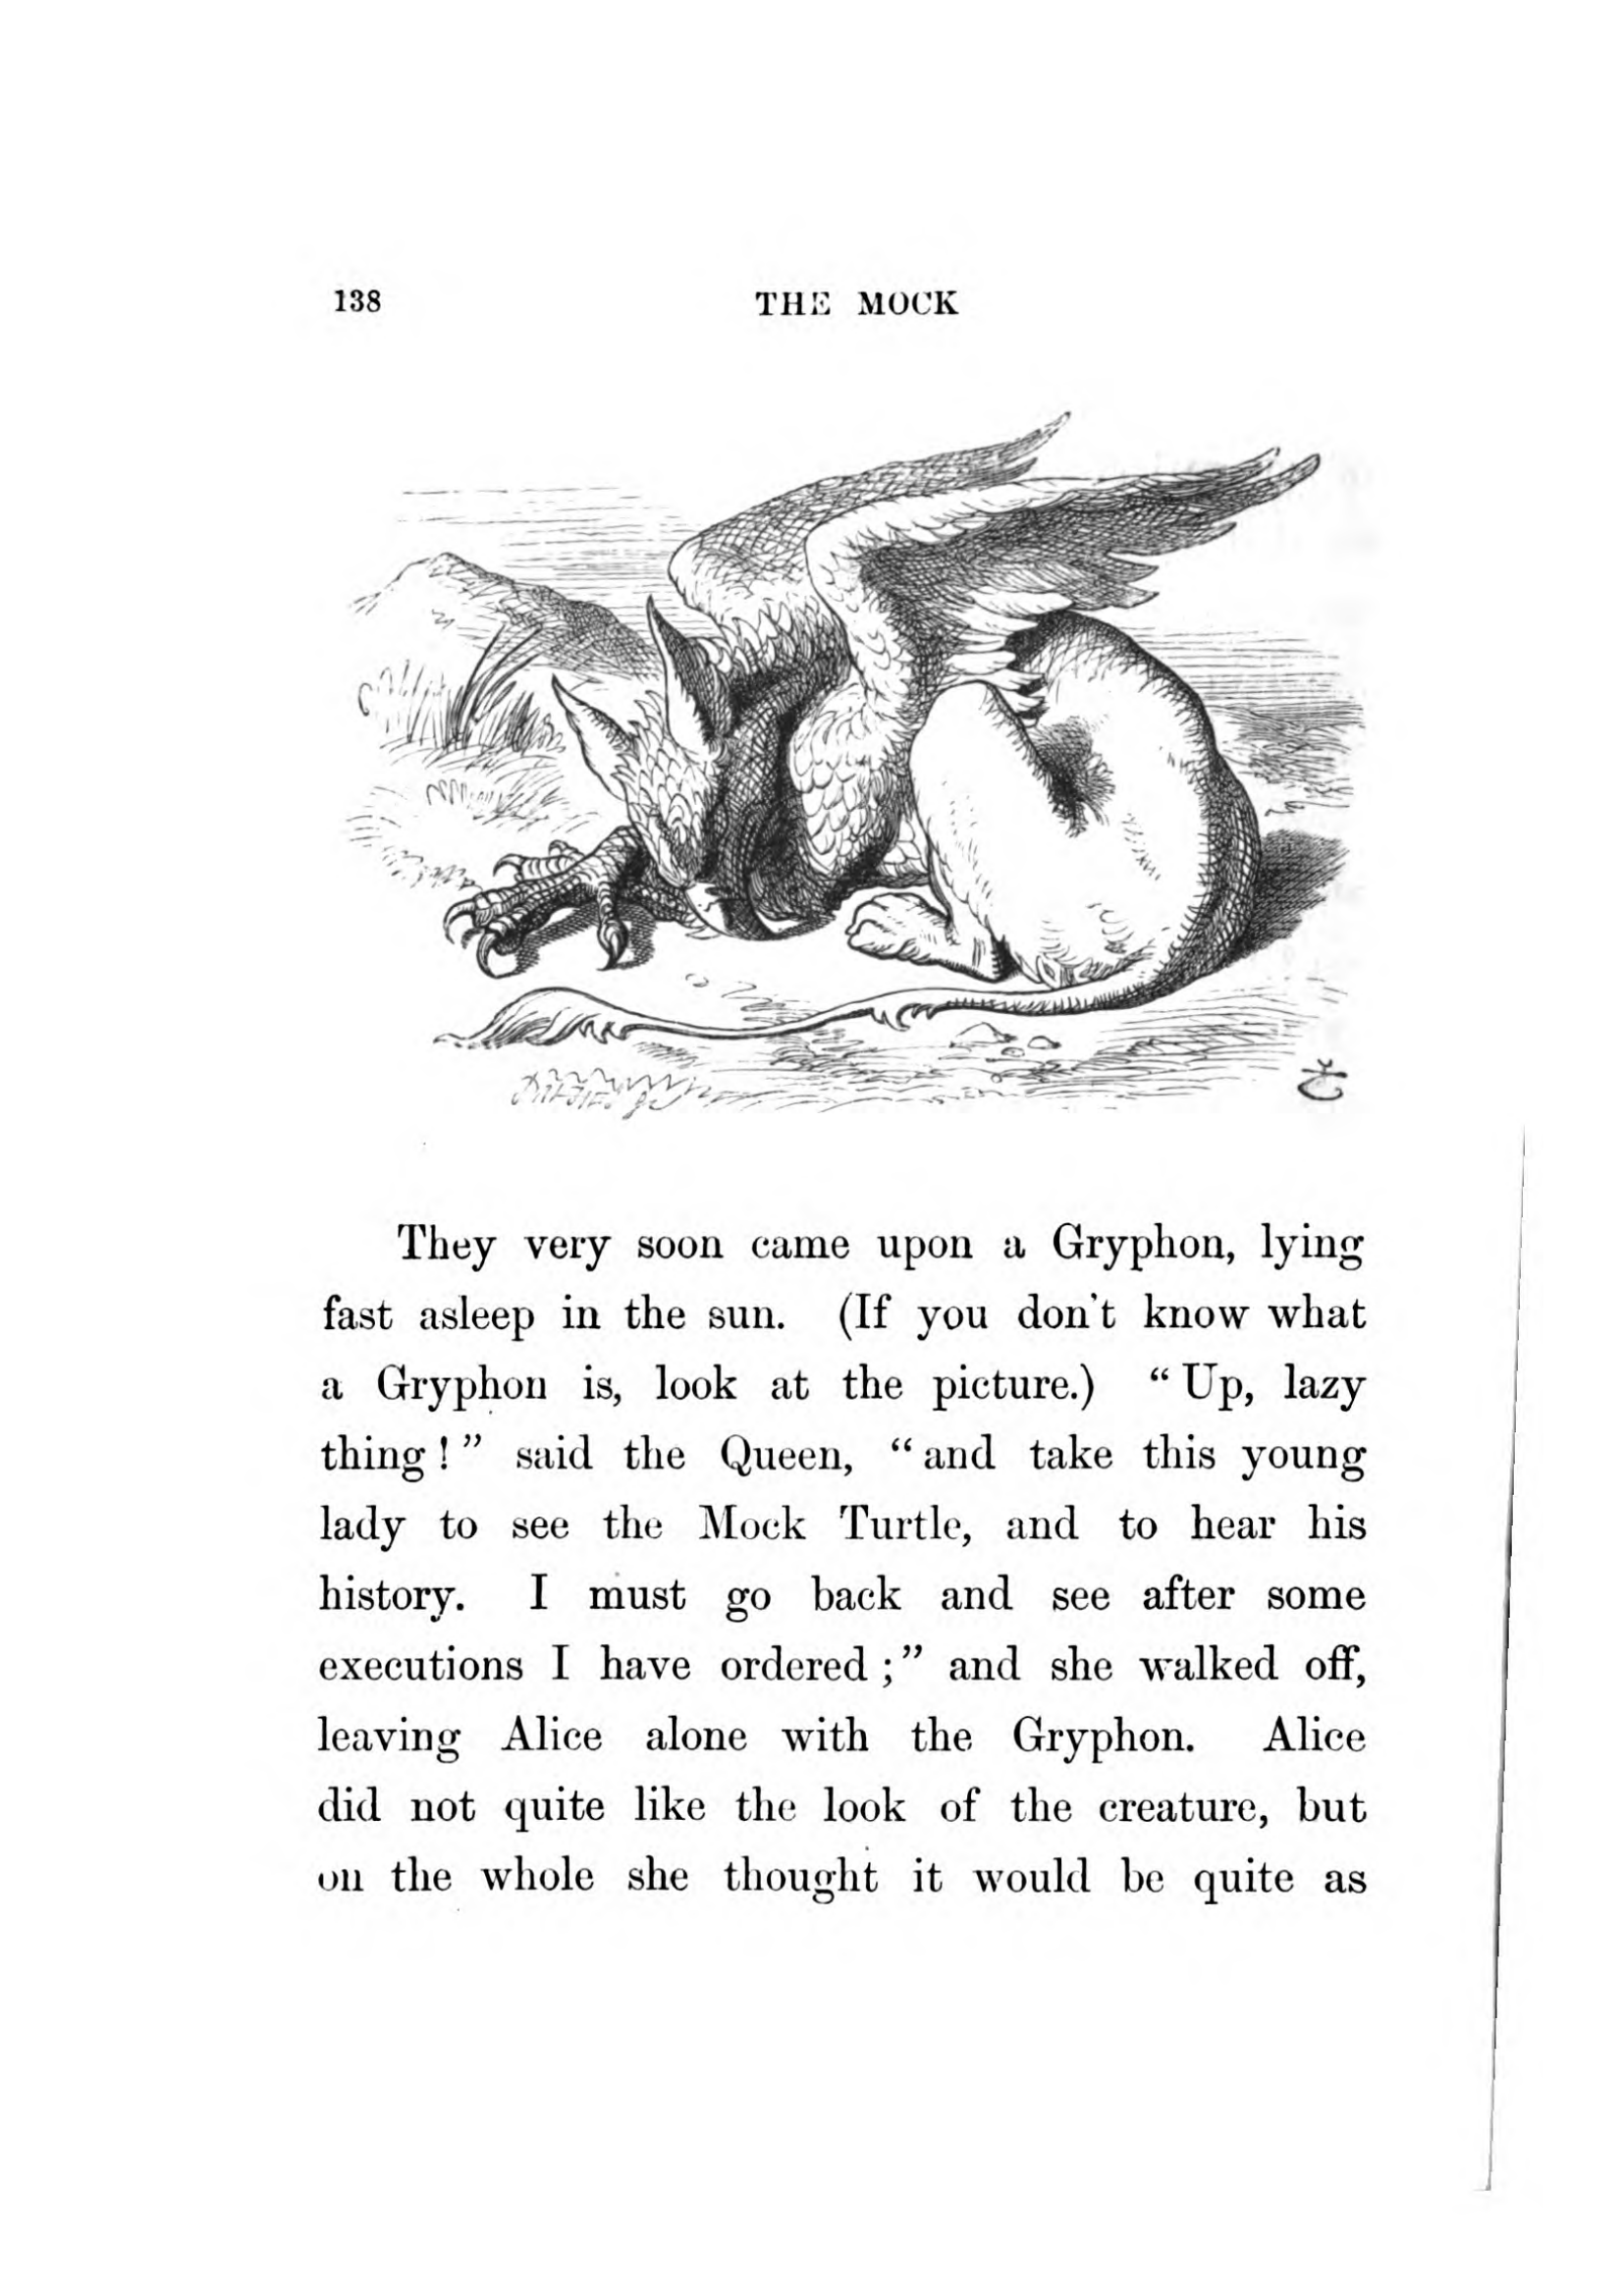 138 THE MOCK
They very soon came upon a Gryphon, lying
fast asleep in the sun. (If you don't know what
a Gryphon is, look at the picture.) “Up, lazy
thing!” said the Queen, “and take this young
lady to see the Mock Turtle, and to hear his
history. I must go back and see after some
executions I have ordered;” and she walked off,
leaving Alice alone with the Gryphon. Alice
did not quite like the look of the creature, but
on the whole she thought it would be quite as